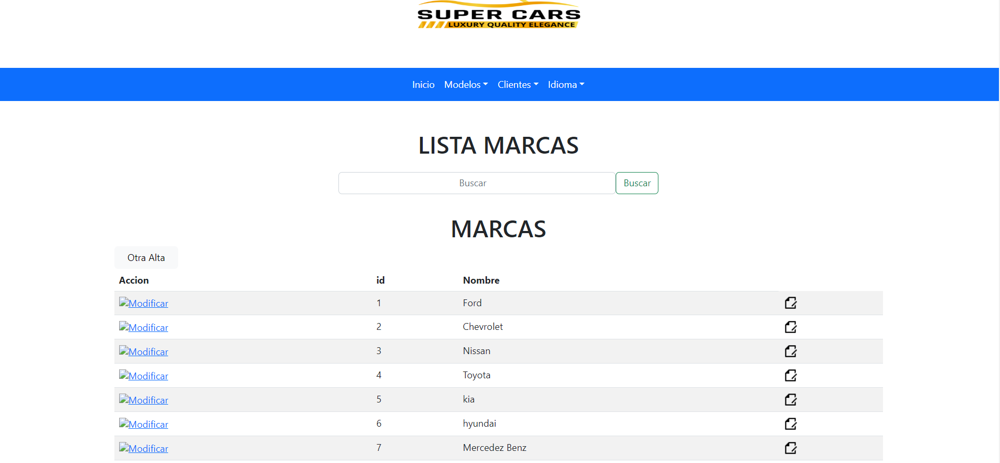 SUPER CARS
LUXURY QUALITY ELEGANCE
Inicio Modelos Clientes Idioma
LISTA MARCAS
Buscar Buscar
MARCAS
Otra Alta
Accion id Nombre
Modificar 1 Ford
Modificar 2 Chevrolet
Modificar 3 Nissan
Modificar 4 Toyota
Modificar 5 kia
Modificar 6 hyundai
Modificar 7 Mercedez Benz